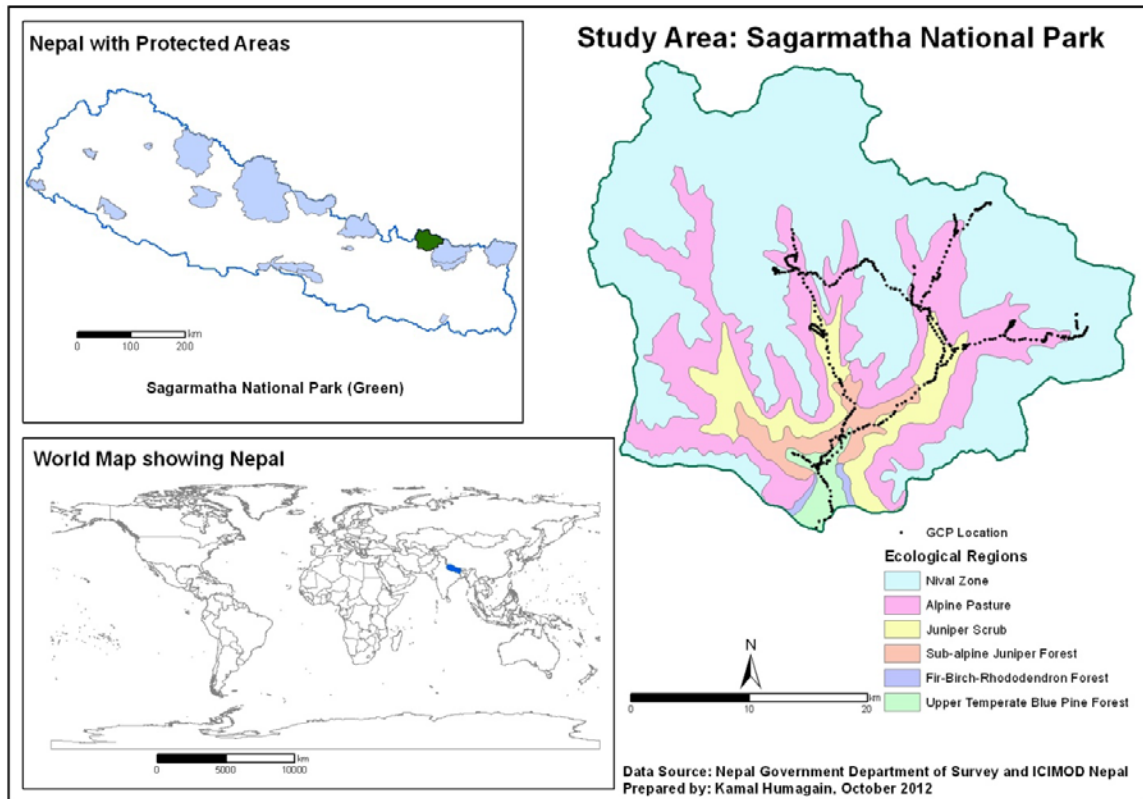 Nepal with Protected Areas
km
0 100 200
Sagarmatha National Park (Green)
World Map showing Nepal
km
0 5000 10000
Study Area: Sagarmatha National Park
GCP Location
Ecological Regions
Nival Zone
Alpine Pasture
Juniper Scrub
Sub-alpine Juniper Forest
Fir-Birch-Rhododendron Forest
Upper Temperate Blue Pine Forest
N
km
0 10 20
Data Source: Nepal Government Department of Survey and ICIMOD Nepal
Prepared by: Kamal Humagain, October 2012